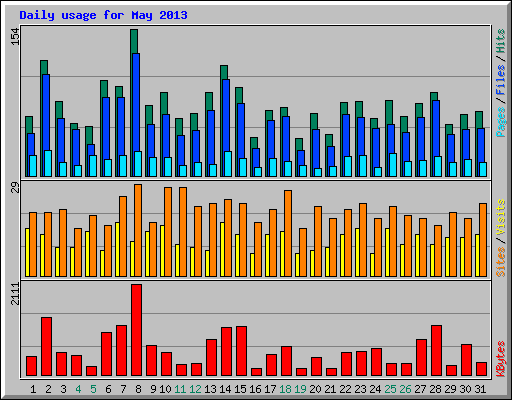 Daily usage for May 2013
154
Pages / Files / Hits
29
Sites / Visits
2111
KBytes
1 2 3 4 5 6 7 8 9 10 11 12 13 14 15 16 17 18 19 20 21 22 23 24 25 26 27 28 29 30 31